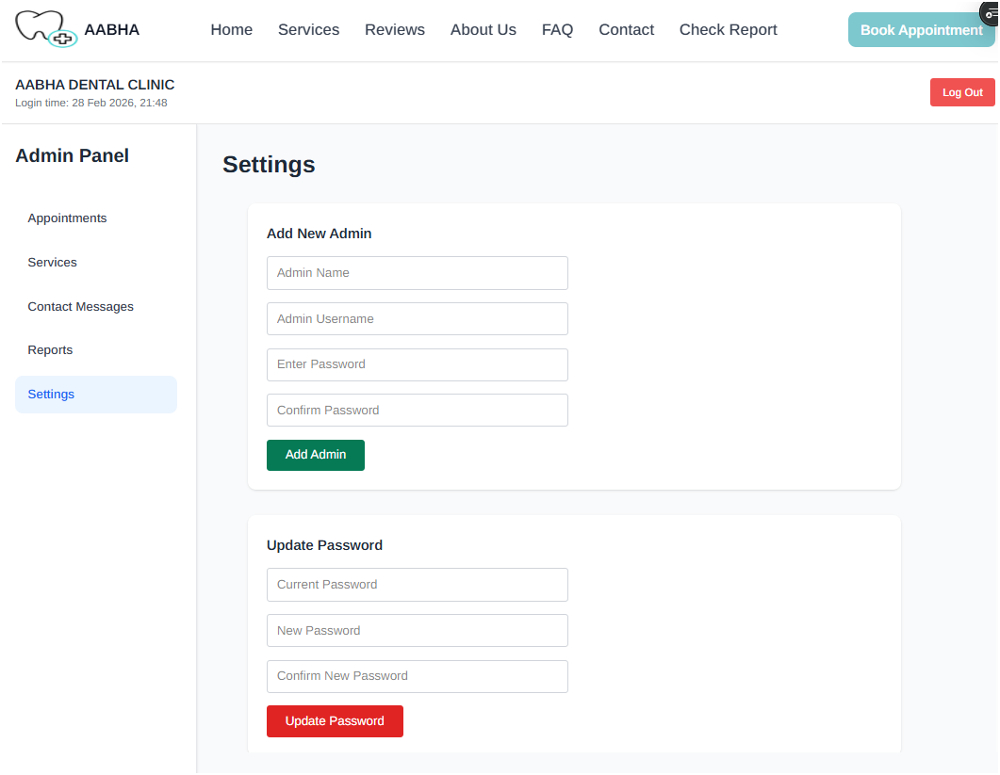 AABHA
Home Services Reviews About Us FAQ Contact Check Report
Book Appointment
AABHA DENTAL CLINIC
Login time: 28 Feb 2026, 21:48
Log Out
Admin Panel
Appointments
Services
Contact Messages
Reports
Settings
Settings
Add New Admin
Admin Name
Admin Username
Enter Password
Confirm Password
Add Admin
Update Password
Current Password
New Password
Confirm New Password
Update Password